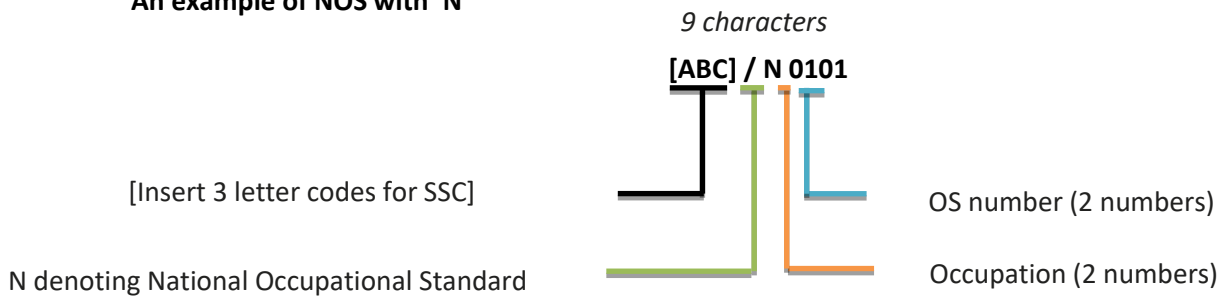 An example of NOS with 'N'
9 characters
[ABC] / N 0101
[Insert 3 letter codes for SSC]
OS number (2 numbers)
N denoting National Occupational Standard
Occupation (2 numbers)